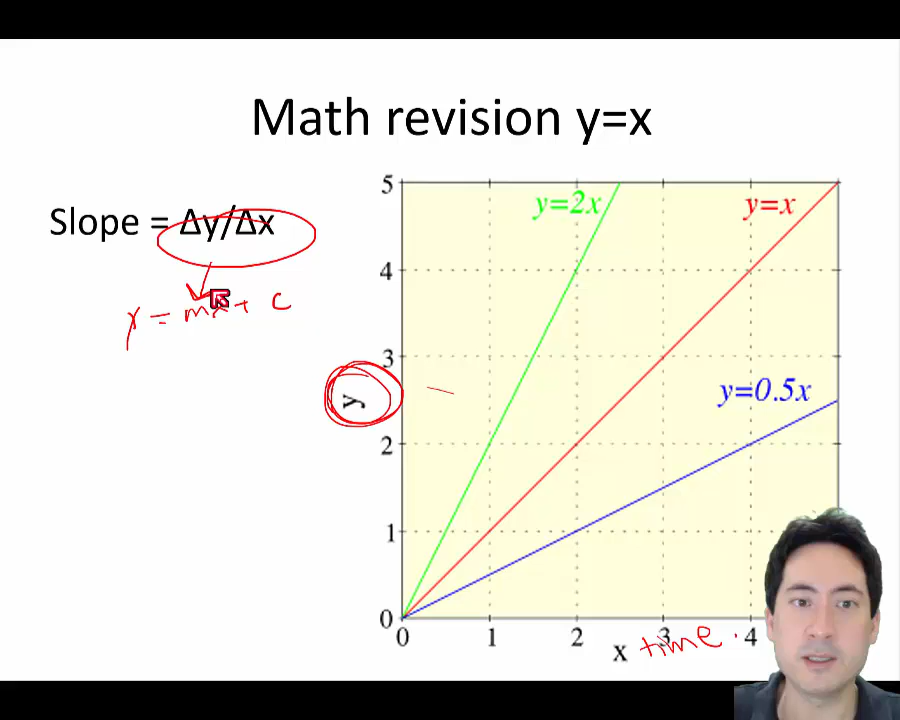 Math revision y=x
Slope = Δy/Δx
y = mx + c
5
y=2x
y=x
4
3
y=0.5x
y
2
1
0
0 1 2 3 4
x time.